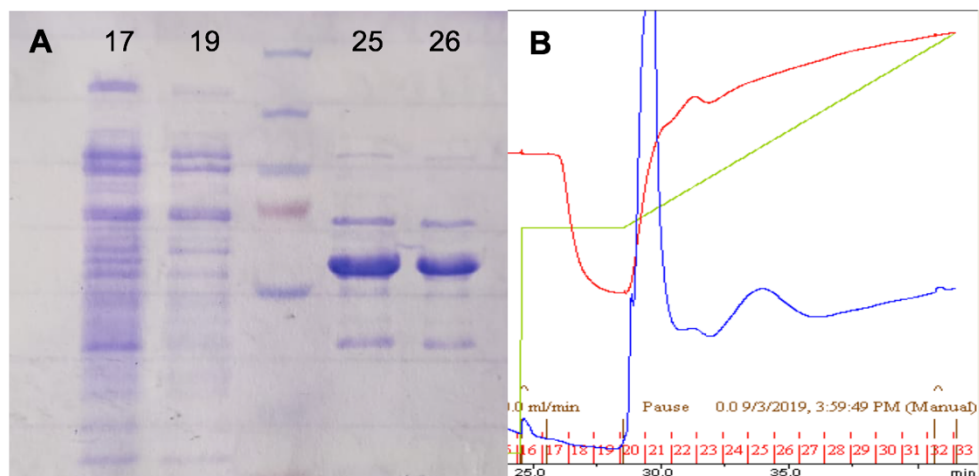 A 17 19 25 26
B
.0 ml/min Pause 0.0 9/3/2019, 3:59:49 PM (Manual)
16 17 18 19 20 21 22 23 24 25 26 27 28 29 30 31 32 33
25.0 30.0 35.0 min